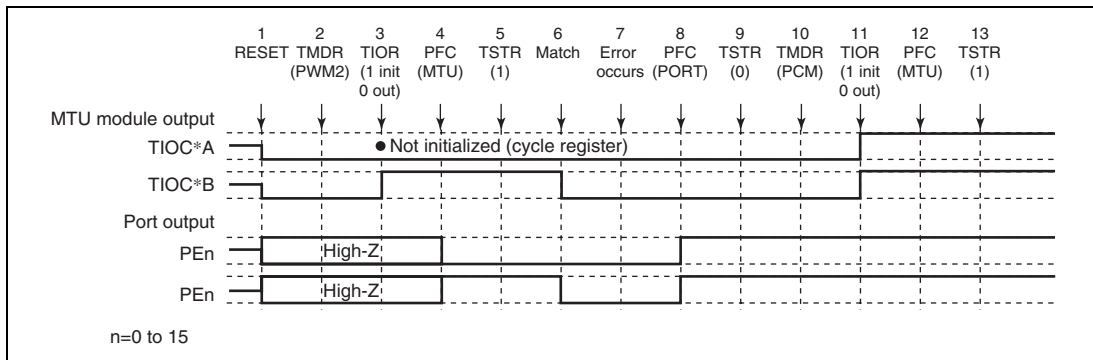 1 2 3 4 5 6 7 8 9 10 11 12 13
RESET TMDR TIOR PFC TSTR Match Error PFC TSTR TMDR TIOR PFC TSTR
(PWM2) (1 init (MTU) (1) occurs (PORT) (0) (PCM) (1 init (MTU) (1)
0 out) 0 out)
MTU module output
TIOC*A ● Not initialized (cycle register)
TIOC*B
Port output
PEn High-Z
PEn High-Z
n=0 to 15